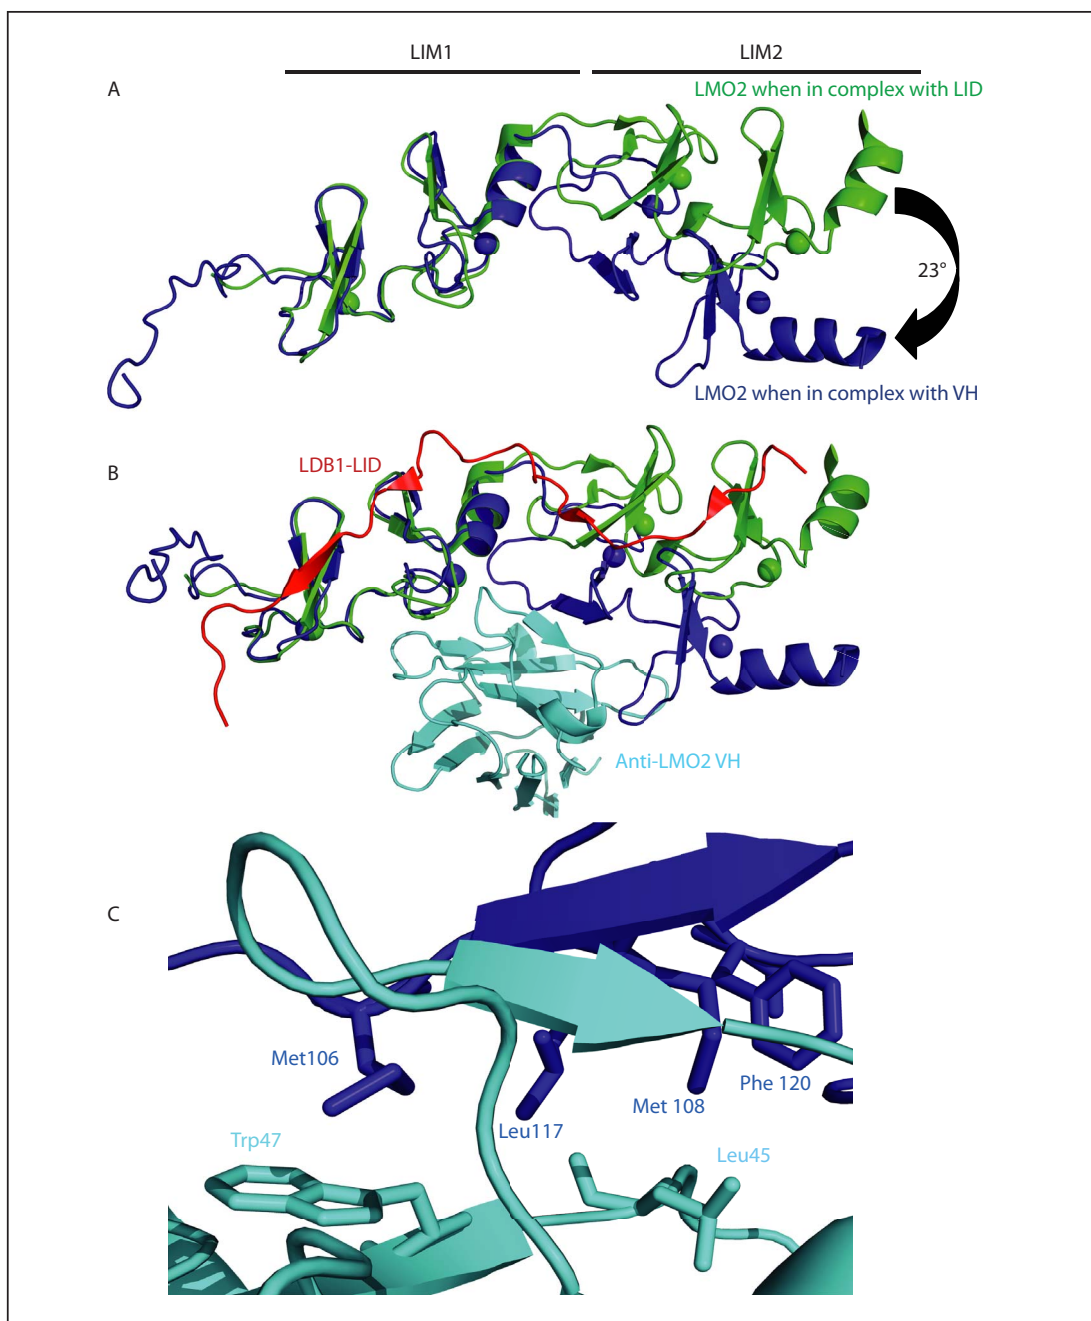 LIM1 LIM2
A
LMO2 when in complex with LID
23°
LMO2 when in complex with VH
B
LDB1-LID
Anti-LMO2 VH
C
Met106
Phe 120
Met 108
Leu117
Trp47
Leu45